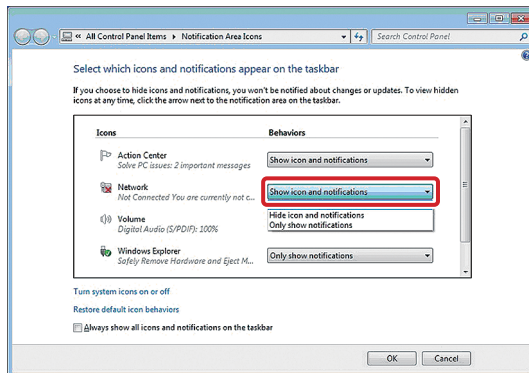 « All Control Panel Items ▸ Notification Area Icons
Search Control Panel
Select which icons and notifications appear on the taskbar
If you choose to hide icons and notifications, you won't be notified about changes or updates. To view hidden
icons at any time, click the arrow next to the notification area on the taskbar.
Icons Behaviors
Action Center
Solve PC issues: 2 important messages
Show icon and notifications
Network
Not Connected You are currently not c...
Show icon and notifications
Hide icon and notifications
Only show notifications
Volume
Digital Audio (S/PDIF): 100%
Windows Explorer
Safely Remove Hardware and Eject M...
Only show notifications
Turn system icons on or off
Restore default icon behaviors
Always show all icons and notifications on the taskbar
OK Cancel